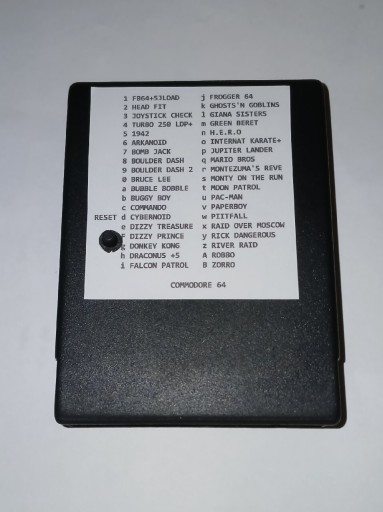 1 FB64+SJLOAD
2 HEAD FIT
3 JOYSTICK CHECK
4 TURBO 250 LDP+
5 1942
6 ARKANOID
7 BOMB JACK
8 BOULDER DASH
9 BOULDER DASH 2
0 BRUCE LEE
a BUBBLE BOBBLE
b BUGGY BOY
c COMMANDO
RESET d CYBERNOID
e DIZZY TREASURE
f DIZZY PRINCE
g DONKEY KONG
h DRACONUS +5
i FALCON PATROL
j FROGGER 64
k GHOSTS'N GOBLINS
l GIANA SISTERS
m GREEN BERET
n H.E.R.O
o INTERNAT KARATE+
p JUPITER LANDER
q MARIO BROS
r MONTEZUMA'S REVE
s MONTY ON THE RUN
t MOON PATROL
u PAC-MAN
v PAPERBOY
w PIITFALL
x RAID OVER MOSCOW
y RICK DANGEROUS
z RIVER RAID
A ROBBO
B ZORRO
COMMODORE 64